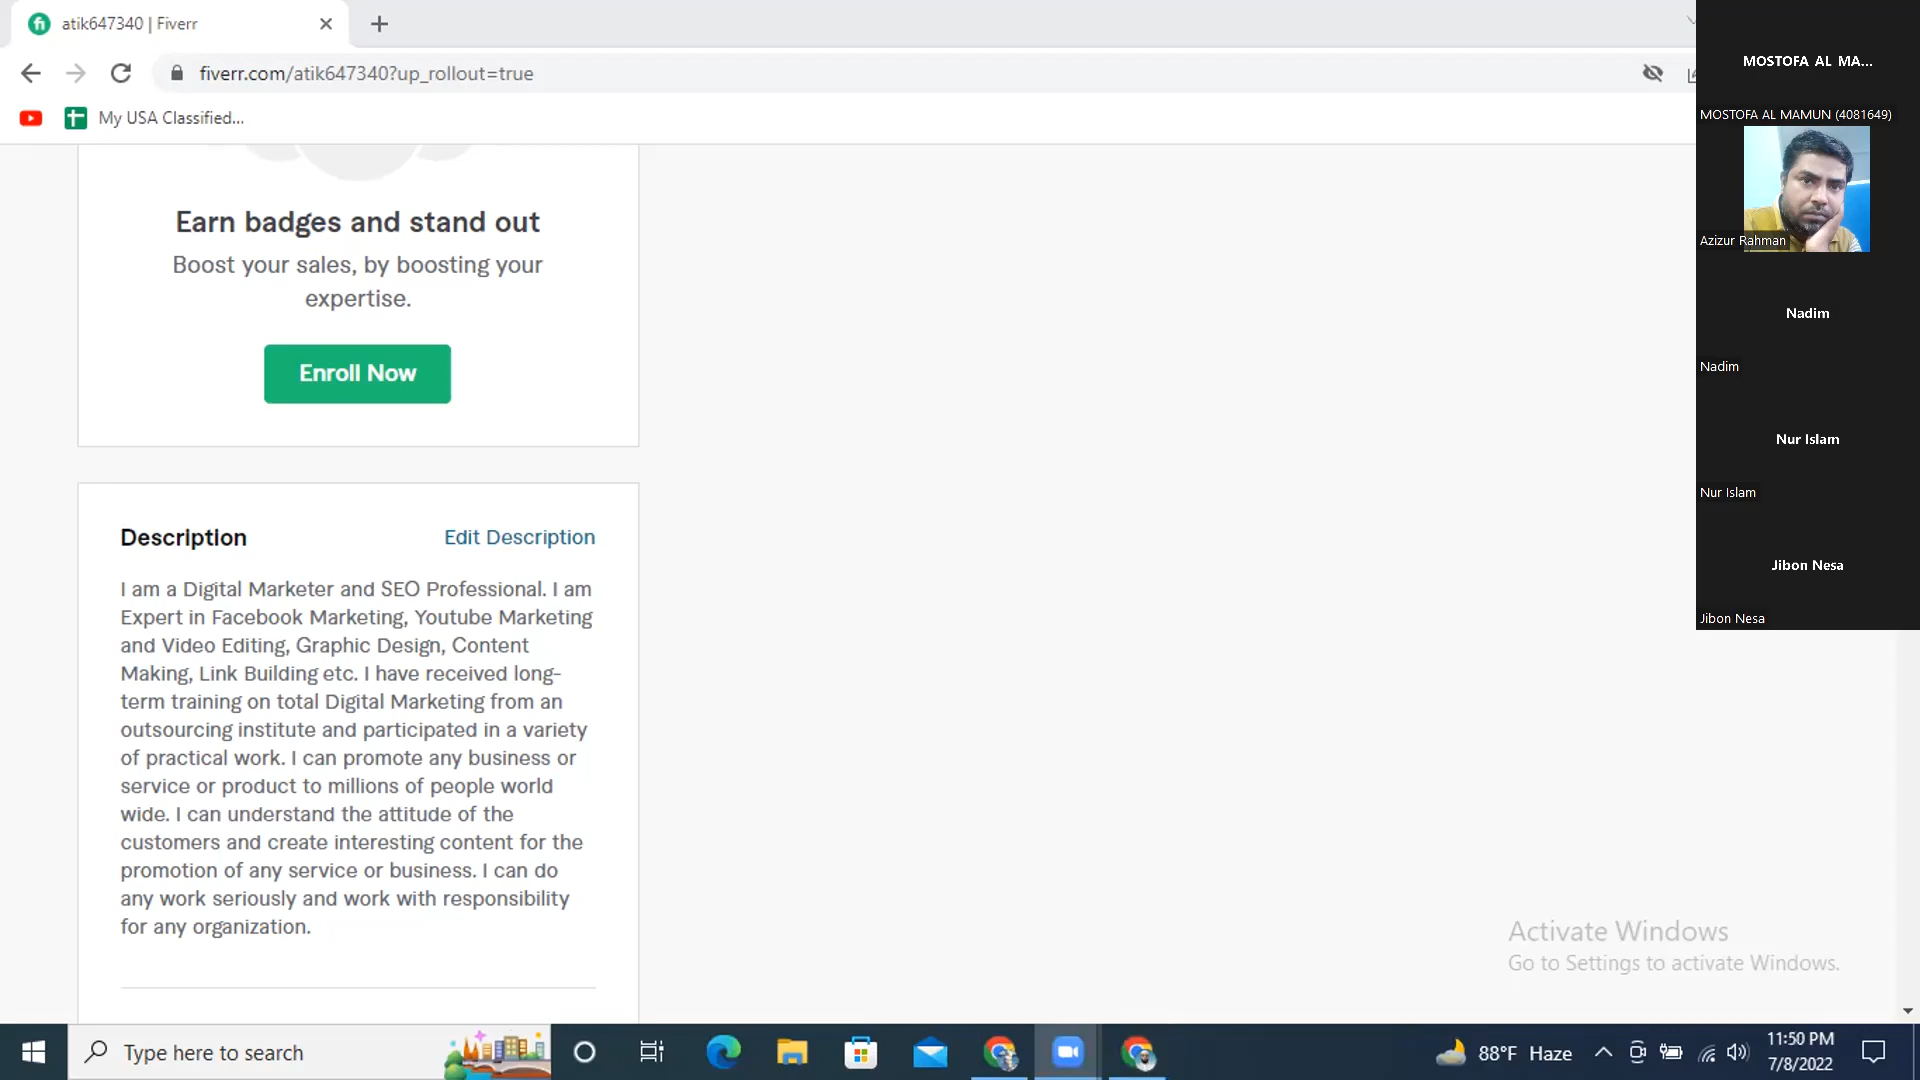 atik647340 | Fiverr
fiverr.com/atik647340?up_rollout=true
My USA Classified...
Earn badges and stand out
Boost your sales, by boosting your
expertise.
Enroll Now
Description
Edit Description
I am a Digital Marketer and SEO Professional. I am
Expert in Facebook Marketing, Youtube Marketing
and Video Editing, Graphic Design, Content
Making, Link Building etc. I have received long-
term training on total Digital Marketing from an
outsourcing institute and participated in a variety
of practical work. I can promote any business or
service or product to millions of people world
wide. I can understand the attitude of the
customers and create interesting content for the
promotion of any service or business. I can do
any work seriously and work with responsibility
for any organization.
MOSTOFA AL MA...
MOSTOFA AL MAMUN (4081649)
Azizur Rahman
Nadim
Nadim
Nur Islam
Nur Islam
Jibon Nesa
Jibon Nesa
Activate Windows
Go to Settings to activate Windows.
Type here to search
88°F Haze
11:50 PM
7/8/2022